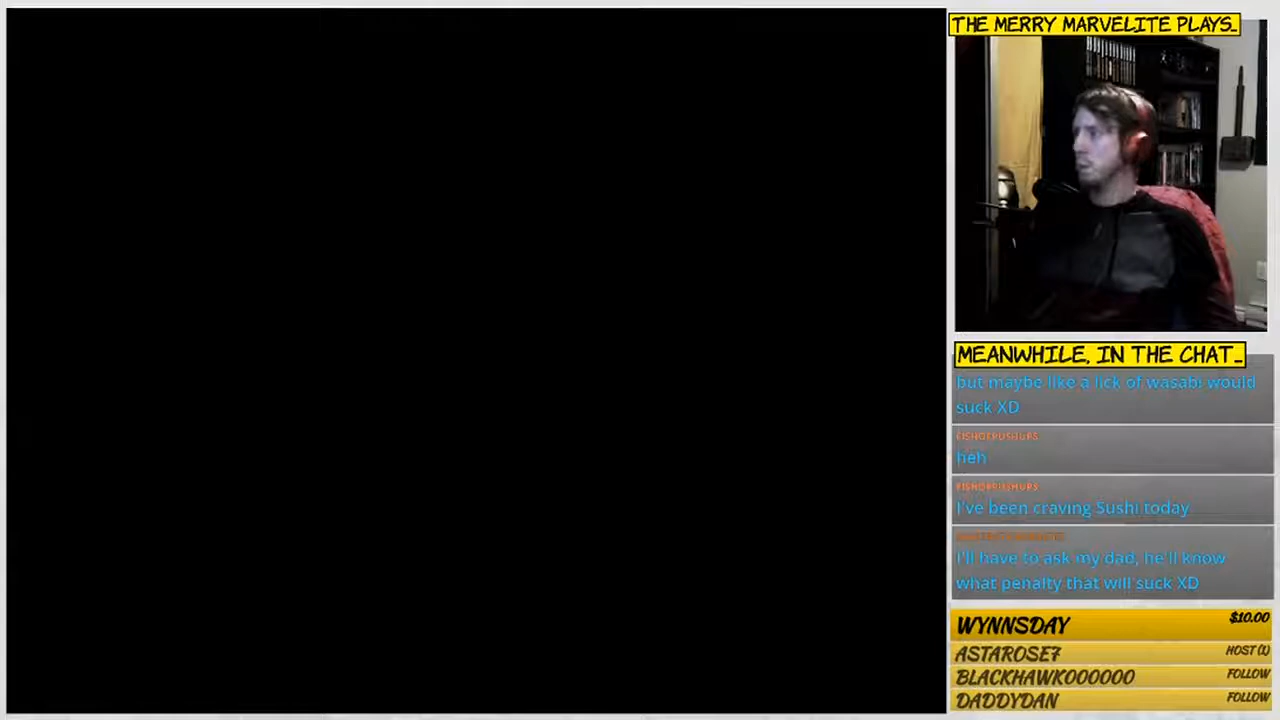 THE MERRY MARVELITE PLAYS...
MEANWHILE, IN THE CHAT...
but maybe like a lick of wasabi would
suck XD
heh
I've been craving Sushi today
I'll have to ask my dad, he'll know
what penalty that will suck XD
WYNNSDAY $10.00
ASTAROSE7 HOST (1)
BLACKHAWK000000 FOLLOW
DADDYDAN FOLLOW